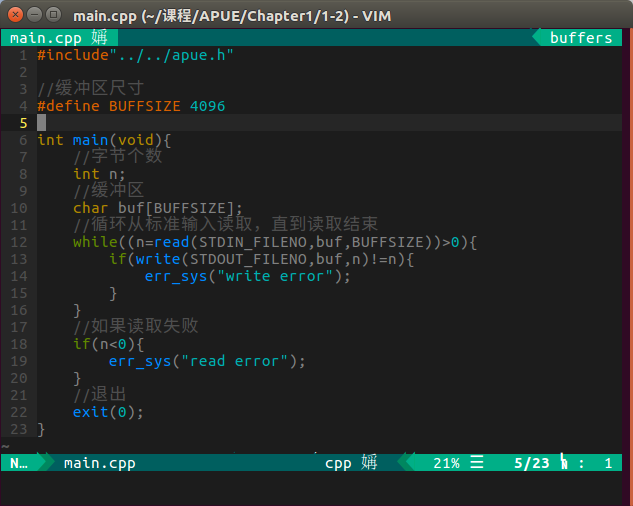 main.cpp (~/课程/APUE/Chapter1/1-2) - VIM
main.cpp 婿 buffers
1 #include"../../apue.h"
2
3 //缓冲区尺寸
4 #define BUFFSIZE 4096
5
6 int main(void){
7 //字节个数
8 int n;
9 //缓冲区
10 char buf[BUFFSIZE];
11 //循环从标准输入读取，直到读取结束
12 while((n=read(STDIN_FILENO,buf,BUFFSIZE))>0){
13 if(write(STDOUT_FILENO,buf,n)!=n){
14 err_sys("write error");
15 }
16 }
17 //如果读取失败
18 if(n<0){
19 err_sys("read error");
20 }
21 //退出
22 exit(0);
23 }
~
N… main.cpp cpp 21% ☰ 5/23 : 1